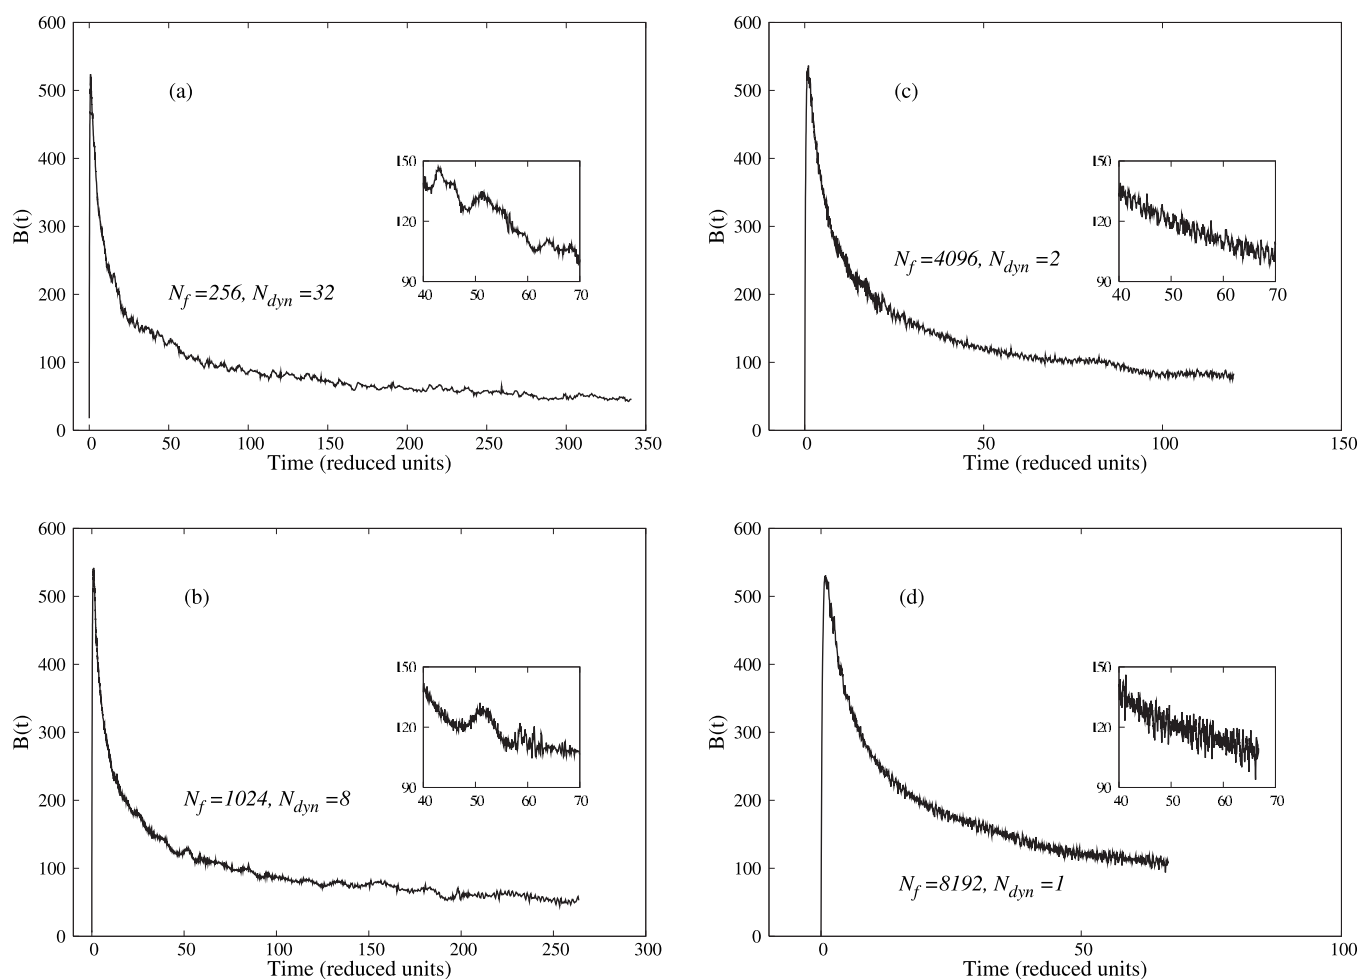 600
500
400
300
200
100
0
B(t)
(a)
N_f=256, N_dyn=32
150
120
90
40 50 60 70
0 50 100 150 200 250 300 350
Time (reduced units)
600
500
400
300
200
100
0
B(t)
(c)
N_f=4096, N_dyn=2
150
120
90
40 50 60 70
0 50 100 150
Time (reduced units)
600
500
400
300
200
100
0
B(t)
(b)
N_f=1024, N_dyn=8
150
120
90
40 50 60 70
0 50 100 150 200 250 300
Time (reduced units)
600
500
400
300
200
100
0
B(t)
(d)
N_f=8192, N_dyn=1
150
120
90
40 50 60 70
0 50 100
Time (reduced units)